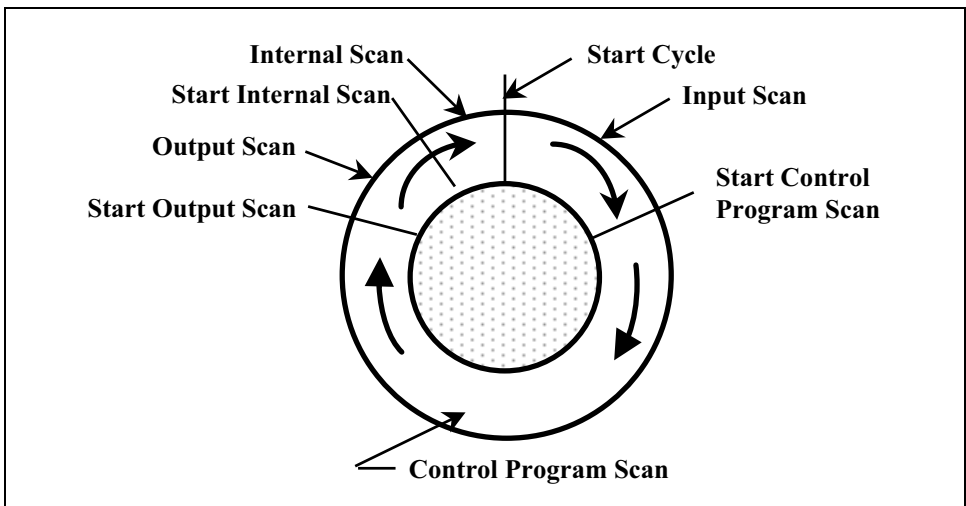 Internal Scan
Start Cycle
Start Internal Scan
Input Scan
Output Scan
Start Control
Program Scan
Start Output Scan
Control Program Scan